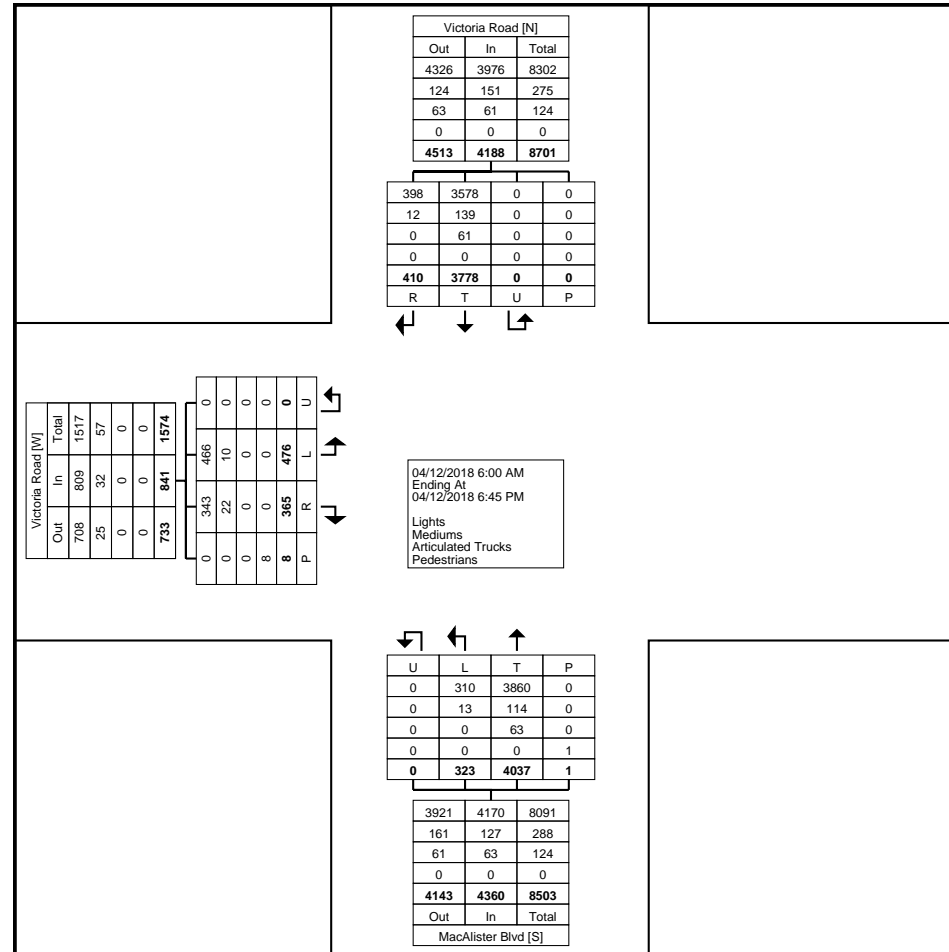 Victoria Road [N]
Out In Total
4326 3976 8302
124 151 275
63 61 124
0 0 0
4513 4188 8701
398 3578 0 0
12 139 0 0
0 61 0 0
0 0 0 0
410 3778 0 0
R T U P
Victoria Road [W]
Out In Total
708 809 1517
25 32 57
0 0 0
0 0 0
733 841 1574
0 343 466 0
0 22 10 0
0 0 0 0
8 0 0 0
8 365 476 0
P R L U
04/12/2018 6:00 AM
Ending At
04/12/2018 6:45 PM
Lights
Mediums
Articulated Trucks
Pedestrians
U L T P
0 310 3860 0
0 13 114 0
0 0 63 0
0 0 0 1
0 323 4037 1
3921 4170 8091
161 127 288
61 63 124
0 0 0
4143 4360 8503
Out In Total
MacAlister Blvd [S]